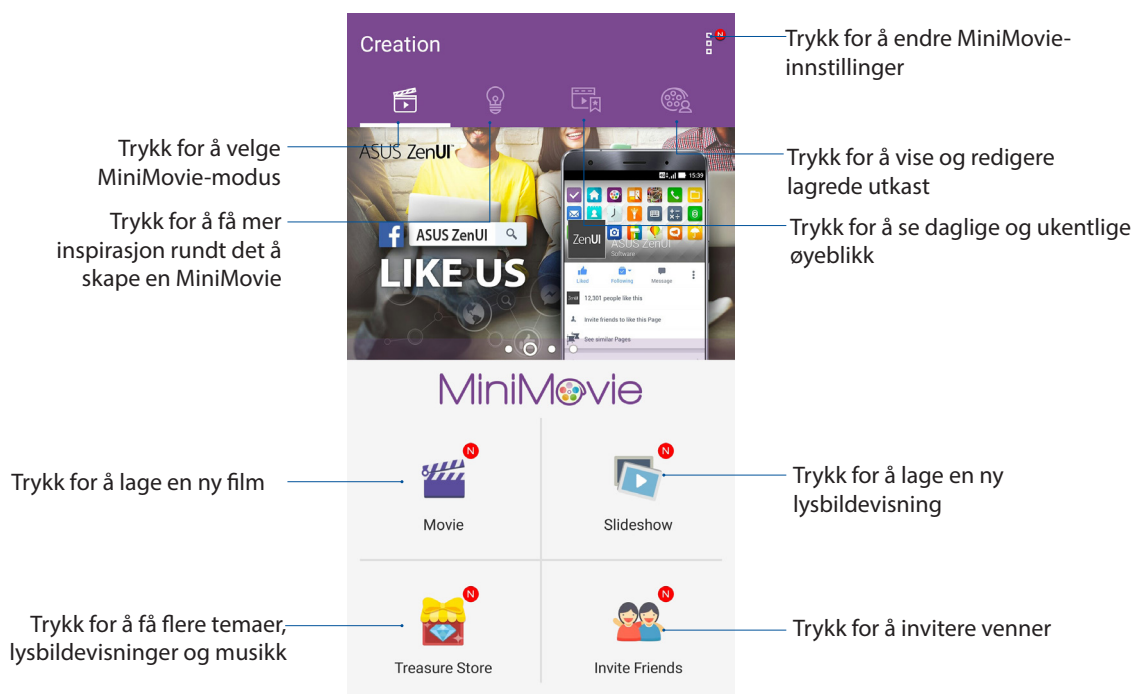 Creation
N
Trykk for å endre MiniMovie-
innstillinger
Trykk for å velge
MiniMovie-modus
Trykk for å få mer
inspirasjon rundt det å
skape en MiniMovie
Trykk for å vise og redigere
lagrede utkast
Trykk for å se daglige og ukentlige
øyeblikk
ASUS ZenUI
ASUS ZenUI
LIKE US
15:39
ZenUI
ASUS ZenUI
Software
Liked
Following
Message
ZenUI
12,301 people like this
Invite friends to like this Page
See similar Pages
MiniMovie
Trykk for å lage en ny film
N
Movie
N
Slideshow
Trykk for å lage en ny
lysbildevisning
Trykk for å få flere temaer,
lysbildevisninger og musikk
N
Treasure Store
N
Invite Friends
Trykk for å invitere venner